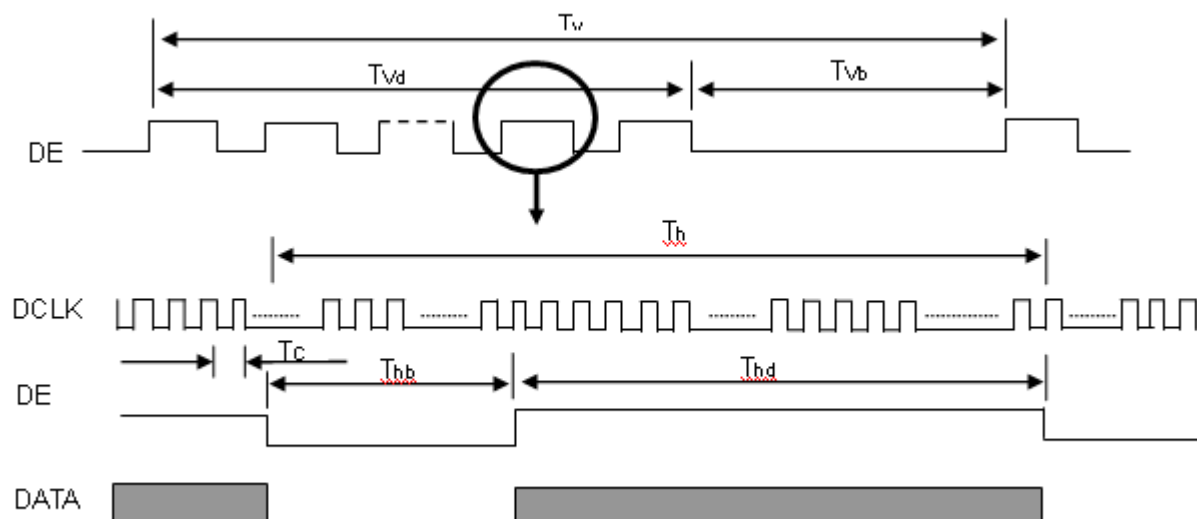 Tv
Tvd
Tvb
DE
Th
DCLK
Tc
Thb
Thd
DE
DATA